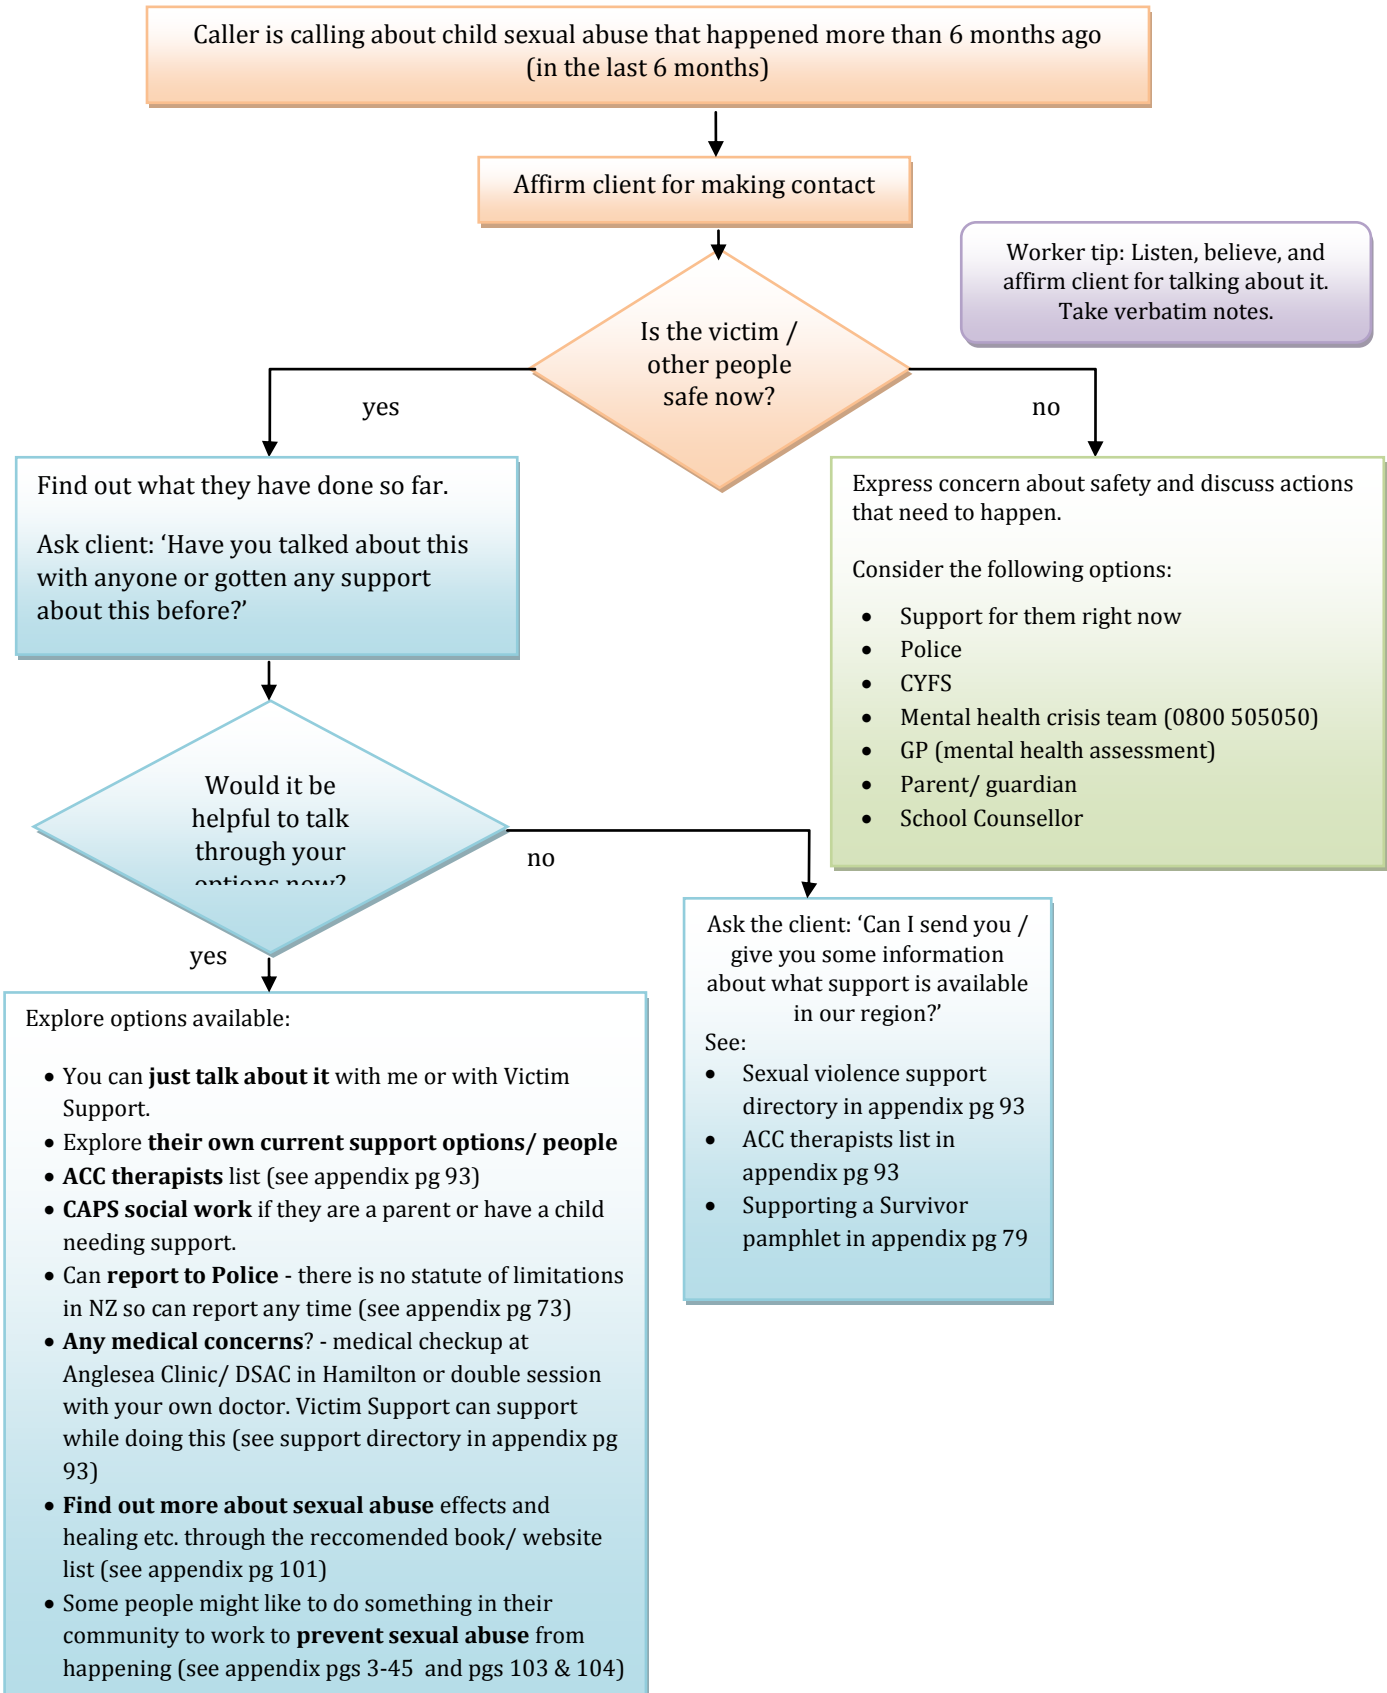 Caller is calling about child sexual abuse that happened more than 6 months ago
(in the last 6 months)
Affirm client for making contact
Worker tip: Listen, believe, and
affirm client for talking about it.
Take verbatim notes.
Is the victim /
other people
safe now?
yes
no
Find out what they have done so far.
Ask client: ‘Have you talked about this
with anyone or gotten any support
about this before?’
Express concern about safety and discuss actions
that need to happen.
Consider the following options:
• Support for them right now
• Police
• CYFS
• Mental health crisis team (0800 505050)
• GP (mental health assessment)
• Parent/ guardian
• School Counsellor
Would it be
helpful to talk
through your
options now?
no
yes
Ask the client: ‘Can I send you /
give you some information
about what support is available
in our region?’
See:
• Sexual violence support
directory in appendix pg 93
• ACC therapists list in
appendix pg 93
• Supporting a Survivor
pamphlet in appendix pg 79
Explore options available:
• You can just talk about it with me or with Victim
Support.
• Explore their own current support options/ people
• ACC therapists list (see appendix pg 93)
• CAPS social work if they are a parent or have a child
needing support.
• Can report to Police - there is no statute of limitations
in NZ so can report any time (see appendix pg 73)
• Any medical concerns? - medical checkup at
Anglesea Clinic/ DSAC in Hamilton or double session
with your own doctor. Victim Support can support
while doing this (see support directory in appendix pg
93)
• Find out more about sexual abuse effects and
healing etc. through the reccomended book/ website
list (see appendix pg 101)
• Some people might like to do something in their
community to work to prevent sexual abuse from
happening (see appendix pgs 3-45 and pgs 103 & 104)